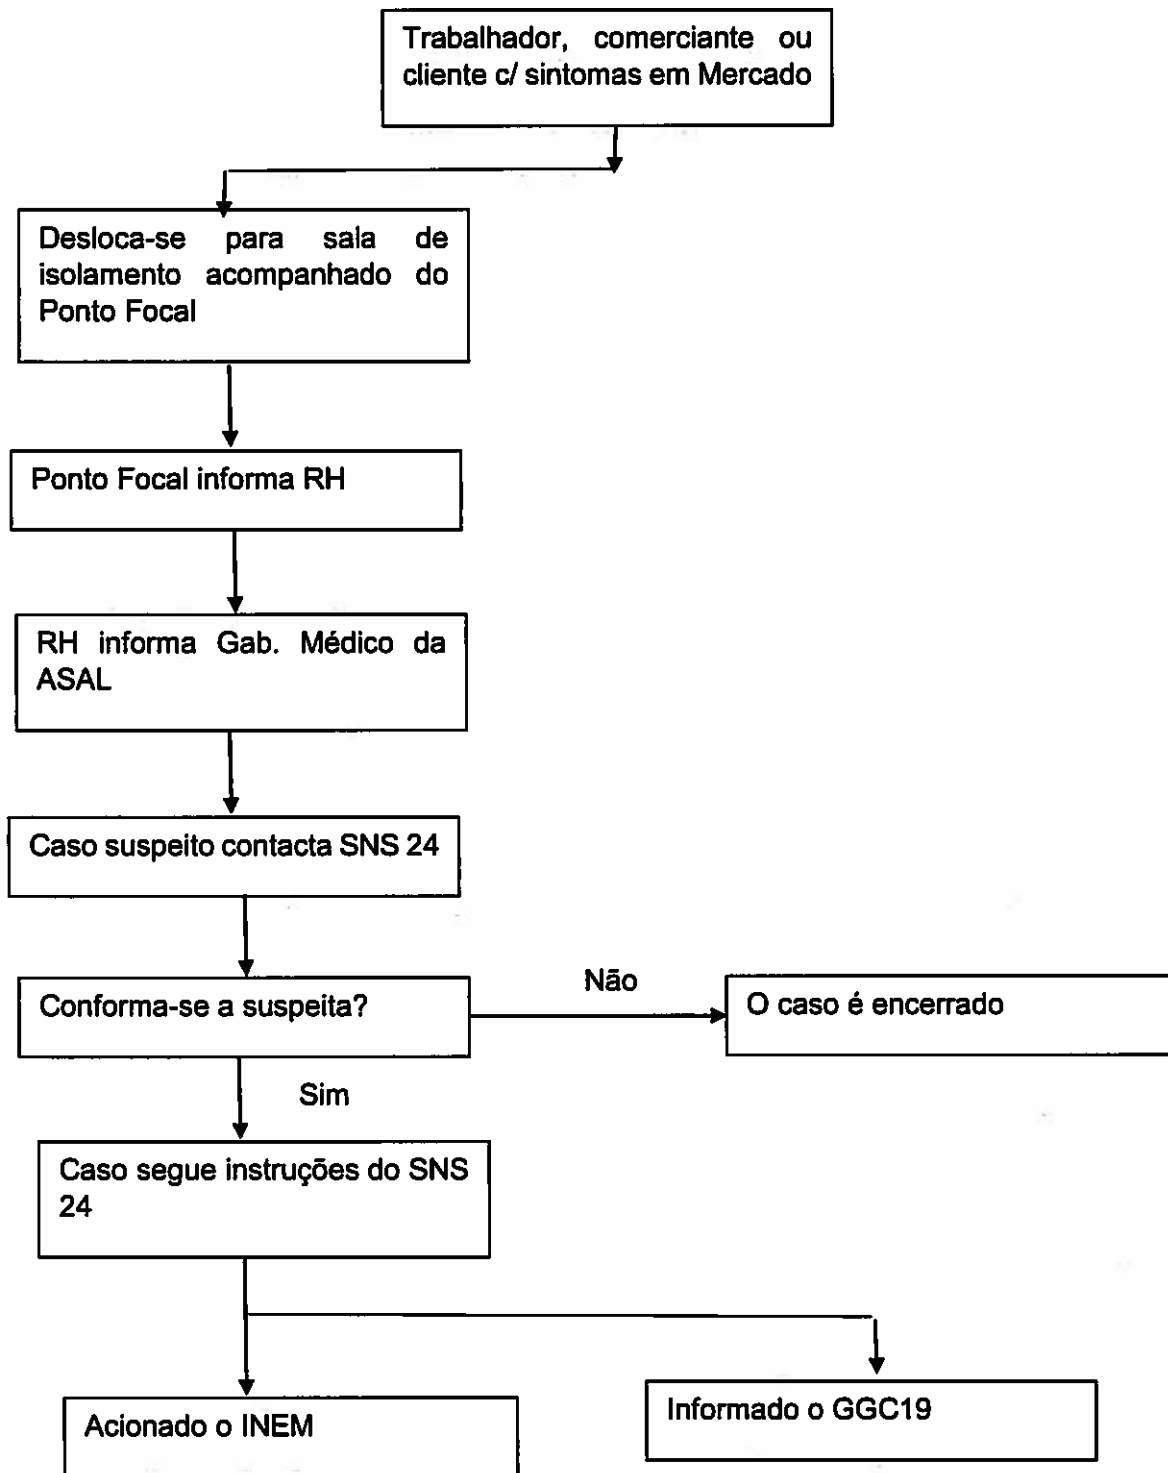 Trabalhador, comerciante ou
cliente c/ sintomas em Mercado
Desloca-se para sala de
isolamento acompanhado do
Ponto Focal
Ponto Focal informa RH
RH informa Gab. Médico da
ASAL
Caso suspeito contacta SNS 24
Conforma-se a suspeita?
Não
O caso é encerrado
Sim
Caso segue instruções do SNS
24
Acionado o INEM
Informado o GGC19